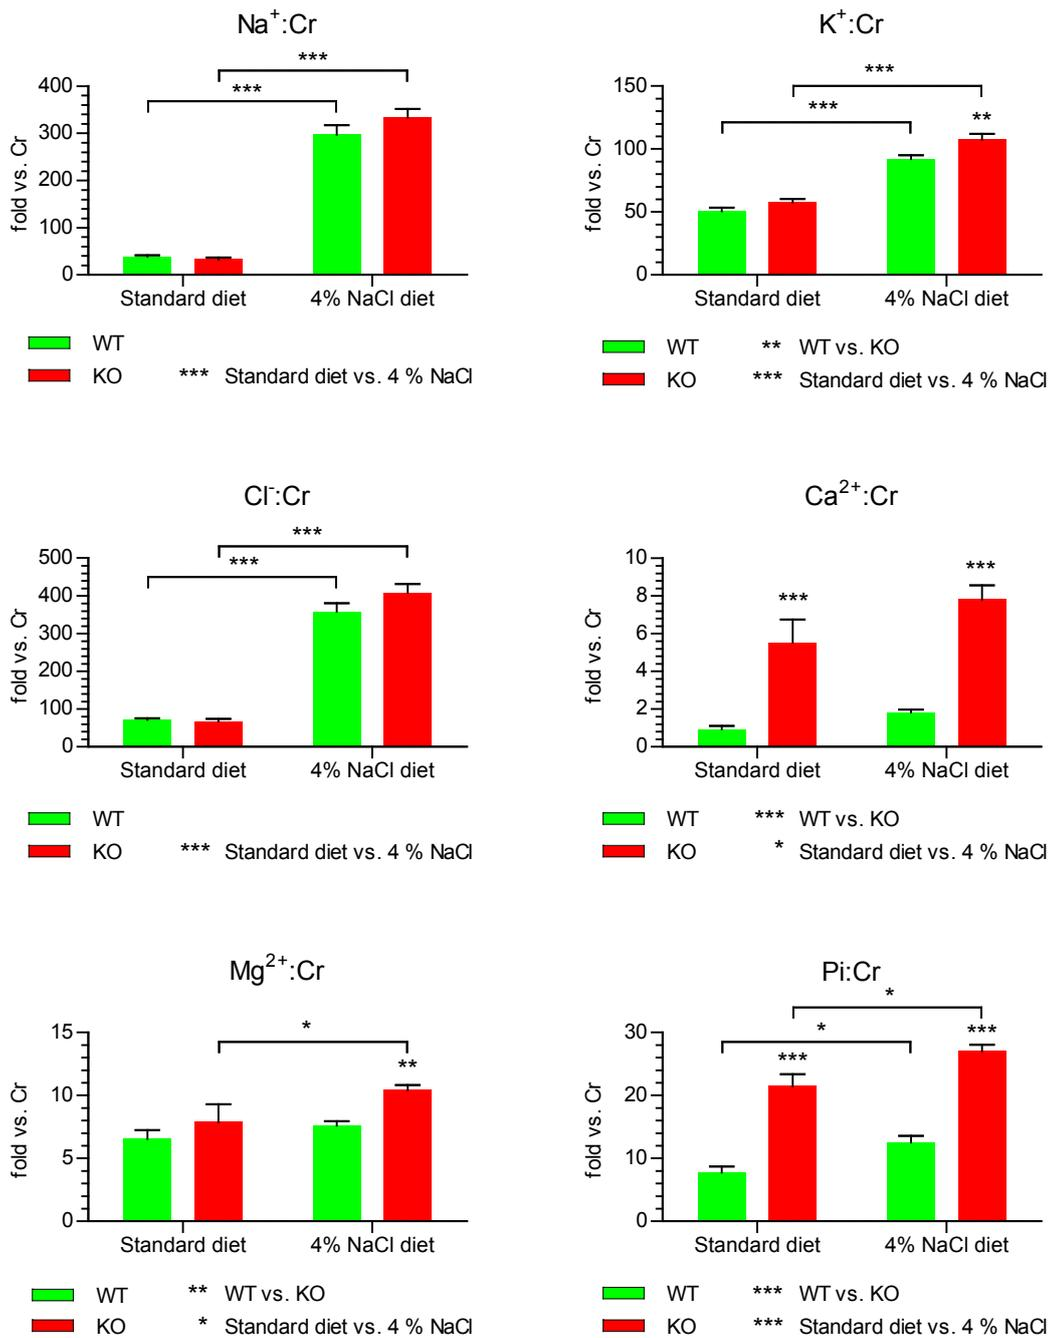 Na⁺:Cr
***
***
400
300
200
100
0
fold vs. Cr
Standard diet 4% NaCl diet
WT
KO *** Standard diet vs. 4 % NaCl
K⁺:Cr
***
***
**
150
100
50
0
fold vs. Cr
Standard diet 4% NaCl diet
WT ** WT vs. KO
KO *** Standard diet vs. 4 % NaCl
Cl⁻:Cr
***
***
500
400
300
200
100
0
fold vs. Cr
Standard diet 4% NaCl diet
WT
KO *** Standard diet vs. 4 % NaCl
Ca²⁺:Cr
***
***
10
8
6
4
2
0
fold vs. Cr
Standard diet 4% NaCl diet
WT *** WT vs. KO
KO * Standard diet vs. 4 % NaCl
Mg²⁺:Cr
*
**
15
10
5
0
fold vs. Cr
Standard diet 4% NaCl diet
WT ** WT vs. KO
KO * Standard diet vs. 4 % NaCl
Pi:Cr
*
*
***
***
30
20
10
0
fold vs. Cr
Standard diet 4% NaCl diet
WT *** WT vs. KO
KO *** Standard diet vs. 4 % NaCl